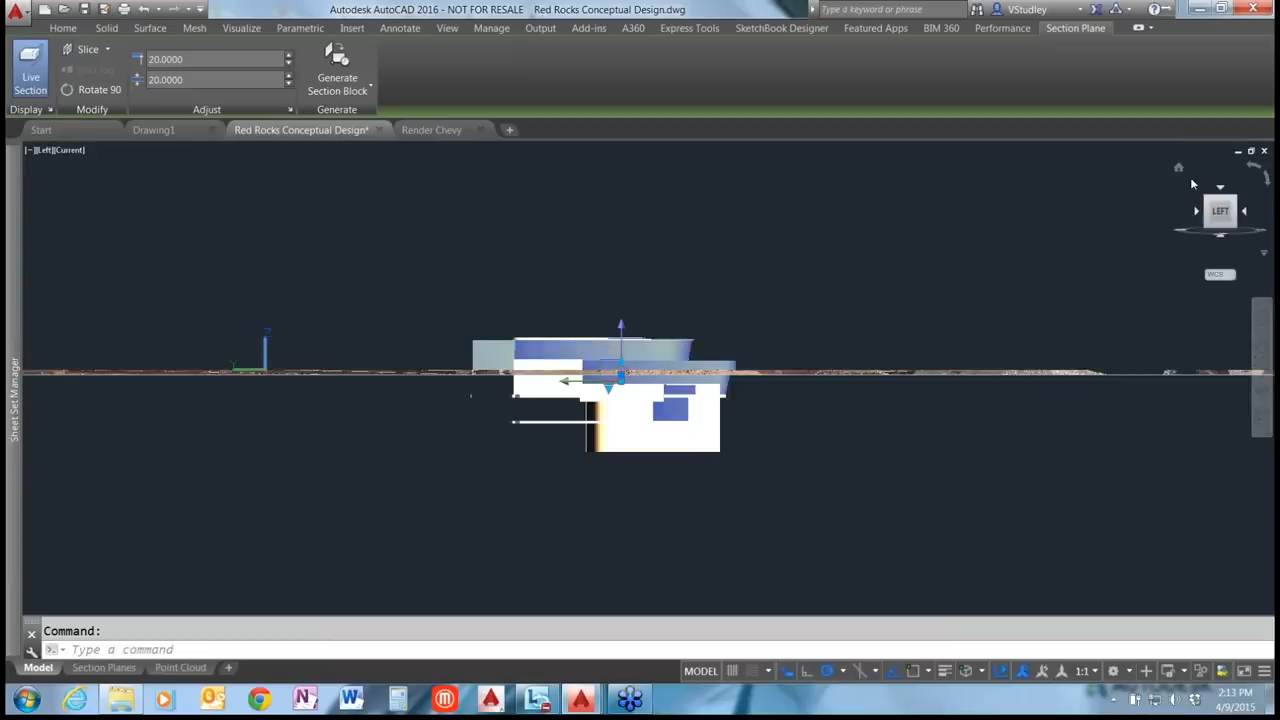 Autodesk AutoCAD 2016 - NOT FOR RESALE Red Rocks Conceptual Design.dwg
Type a keyword or phrase
VStudley
Home Solid Surface Mesh Visualize Parametric Insert Annotate View Manage Output Add-ins A360 Express Tools SketchBook Designer Featured Apps BIM 360 Performance Section Plane
Live Section
Slice
Rotate 90
20.0000
20.0000
Generate Section Block
Display Modify Adjust Generate
Start Drawing1 Red Rocks Conceptual Design* Render Chevy
[−][Left][Current]
LEFT
WCS
Z
Sheet Set Manager
Command:
Type a command
Model Section Planes Point Cloud
MODEL
1:1
2:13 PM
4/9/2015